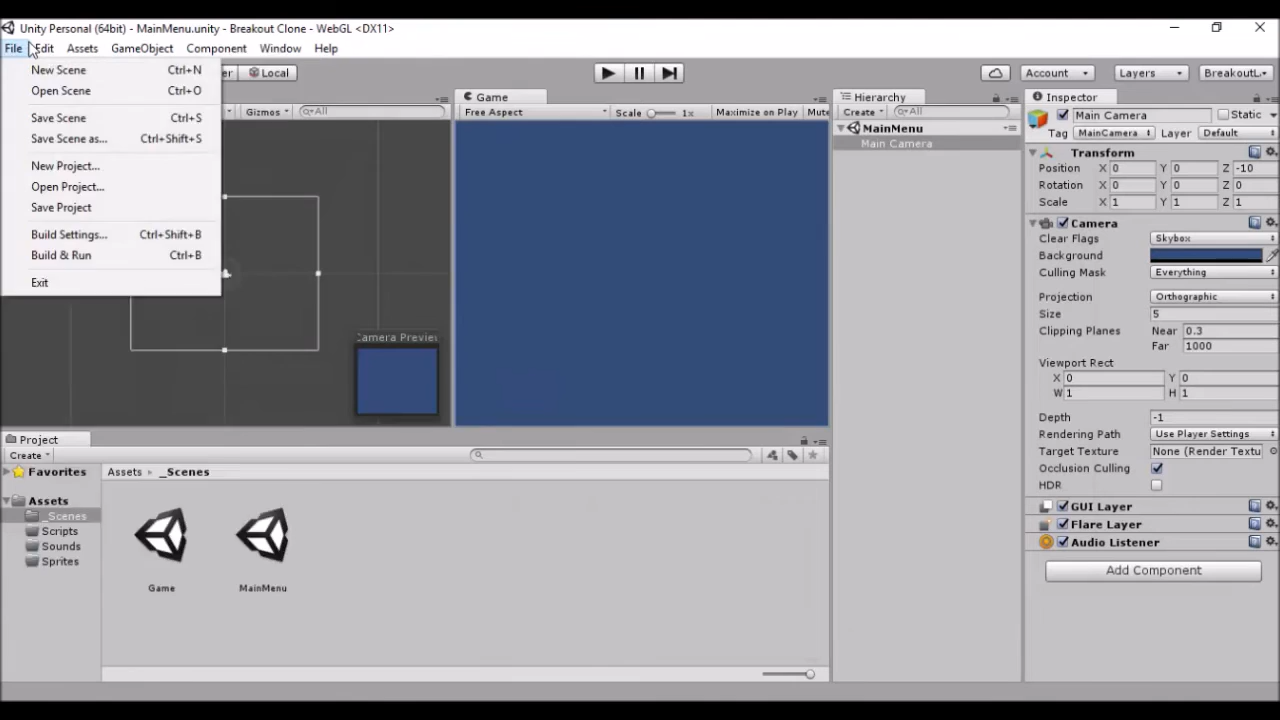 Unity Personal (64bit) - MainMenu.unity - Breakout Clone - WebGL <DX11>
File Edit Assets GameObject Component Window Help
New Scene Ctrl+N
Open Scene Ctrl+O
Save Scene Ctrl+S
Save Scene as... Ctrl+Shift+S
New Project...
Open Project...
Save Project
Build Settings... Ctrl+Shift+B
Build & Run Ctrl+B
Exit
Local
Account
Layers
BreakoutL
Gizmos
All
Camera Preview
Game
Free Aspect Scale 1x Maximize on Play Mute
Hierarchy
Create All
MainMenu
Main Camera
Inspector
Main Camera Static
Tag MainCamera Layer Default
Transform
Position X 0 Y 0 Z -10
Rotation X 0 Y 0 Z 0
Scale X 1 Y 1 Z 1
Camera
Clear Flags Skybox
Background
Culling Mask Everything
Projection Orthographic
Size 5
Clipping Planes Near 0.3
Far 1000
Viewport Rect
X 0 Y 0
W 1 H 1
Depth -1
Rendering Path Use Player Settings
Target Texture None (Render Textu
Occlusion Culling
HDR
GUI Layer
Flare Layer
Audio Listener
Add Component
Project
Create
Favorites
Assets
_Scenes
Scripts
Sounds
Sprites
Assets _Scenes
Game
MainMenu